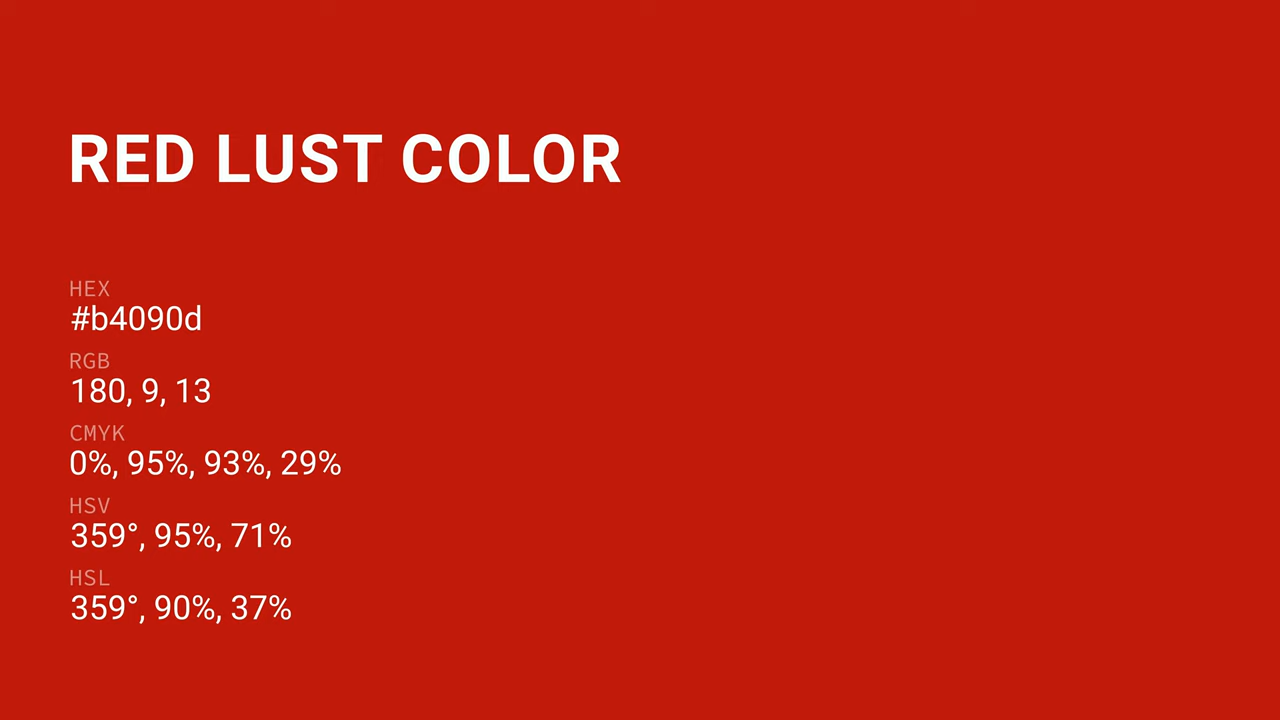 RED LUST COLOR
HEX
#b4090d
RGB
180, 9, 13
CMYK
0%, 95%, 93%, 29%
HSV
359°, 95%, 71%
HSL
359°, 90%, 37%